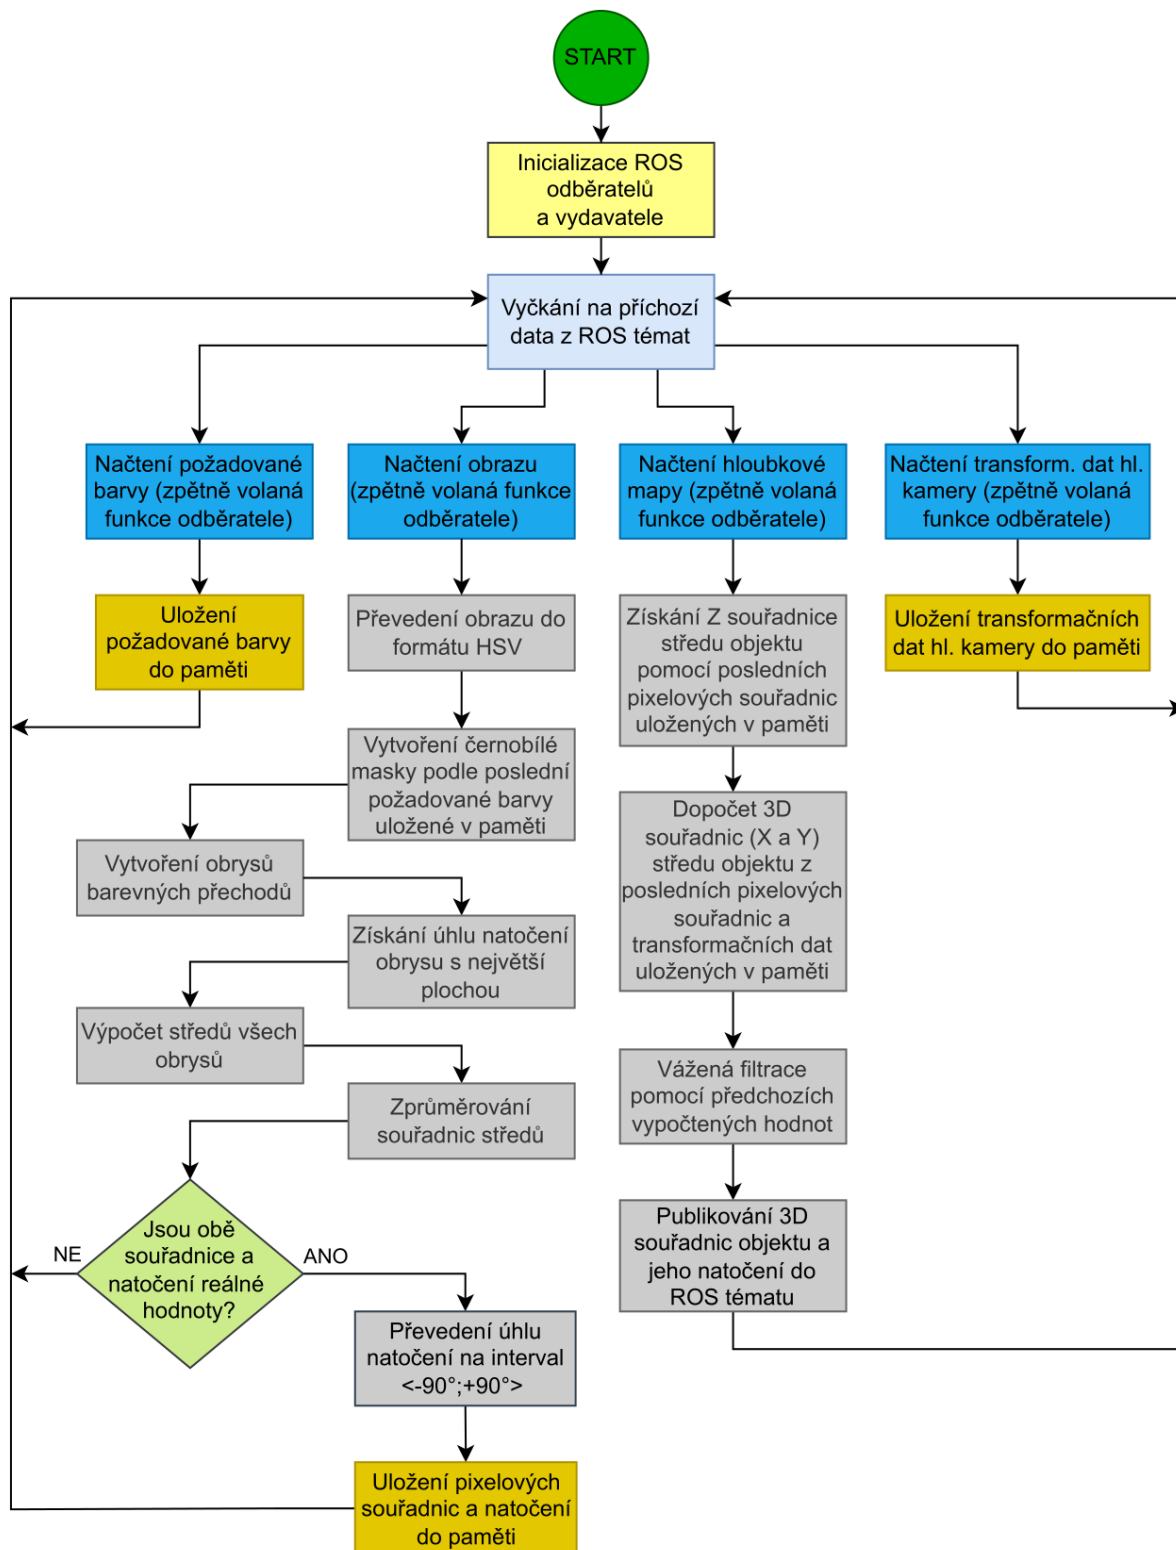 START
Inicializace ROS
odběratelů
a vydavatele
Vyčkání na příchozí
data z ROS témat
Načtení požadované
barvy (zpětně volaná
funkce odběratele)
Načtení obrazu
(zpětně volaná funkce
odběratele)
Načtení hloubkové
mapy (zpětně volaná
funkce odběratele)
Načtení transform. dat hl.
kamery (zpětně volaná
funkce odběratele)
Uložení
požadované barvy
do paměti
Převedení obrazu do
formátu HSV
Získání Z souřadnice
středu objektu
pomocí posledních
pixelových souřadnic
uložených v paměti
Uložení transformačních
dat hl. kamery do paměti
Vytvoření černobílé
masky podle poslední
požadované barvy
uložené v paměti
Dopočet 3D
souřadnic (X a Y)
středu objektu z
posledních pixelových
souřadnic a
transformačních dat
uložených v paměti
Vytvoření obrysů
barevných přechodů
Získání úhlu natočení
obrysu s největší
plochou
Výpočet středů všech
obrysů
Zprůměrování
souřadnic středů
Vážená filtrace
pomocí předchozích
vypočtených hodnot
Jsou obě
souřadnice a
natočení reálné
hodnoty?
NE
ANO
Publikování 3D
souřadnic objektu a
jeho natočení do
ROS tématu
Převedení úhlu
natočení na interval
<-90°;+90°>
Uložení pixelových
souřadnic a natočení
do paměti